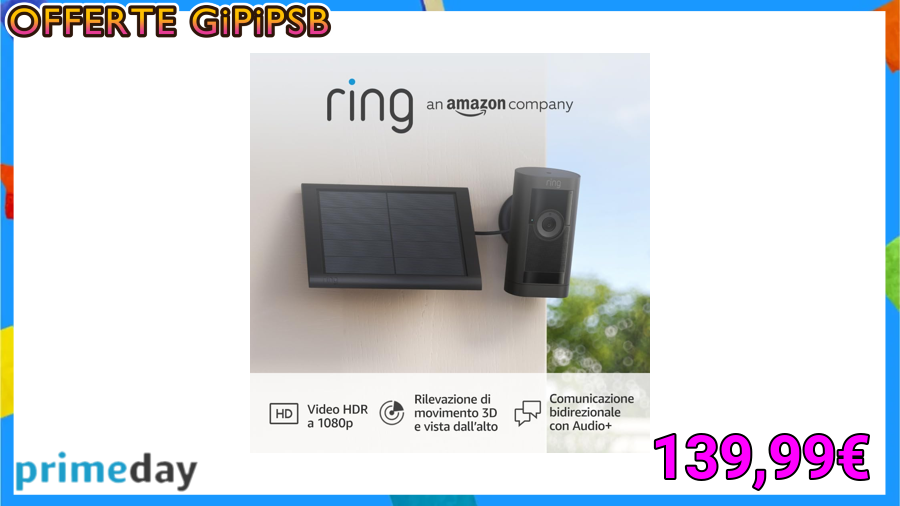 OFFERTE GiPiPSB
ring an amazon company
ring
HD
Video HDR
a 1080p
Rilevazione di
movimento 3D
e vista dall'alto
Comunicazione
bidirezionale
con Audio+
primeday
139,99€